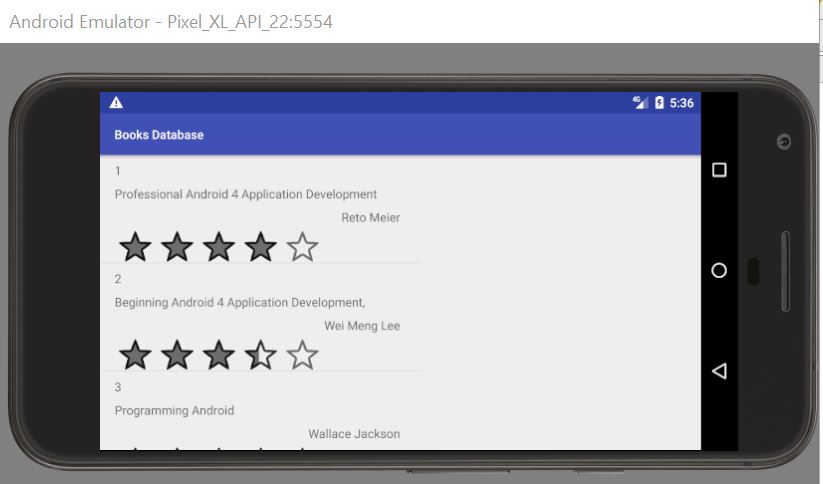 Android Emulator - Pixel_XL_API_22:5554
4G 5:36
Books Database
1
Professional Android 4 Application Development
Reto Meier
2
Beginning Android 4 Application Development,
Wei Meng Lee
3
Programming Android
Wallace Jackson